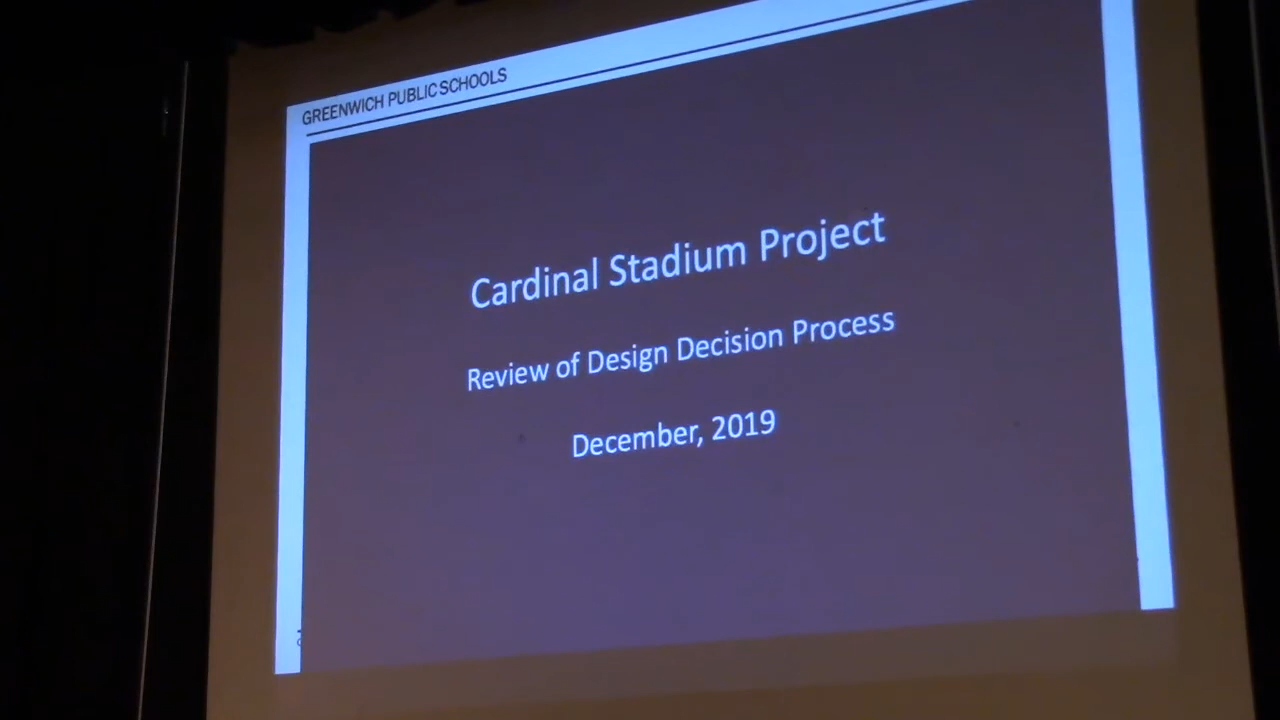 GREENWICH PUBLIC SCHOOLS
Cardinal Stadium Project
Review of Design Decision Process
December, 2019